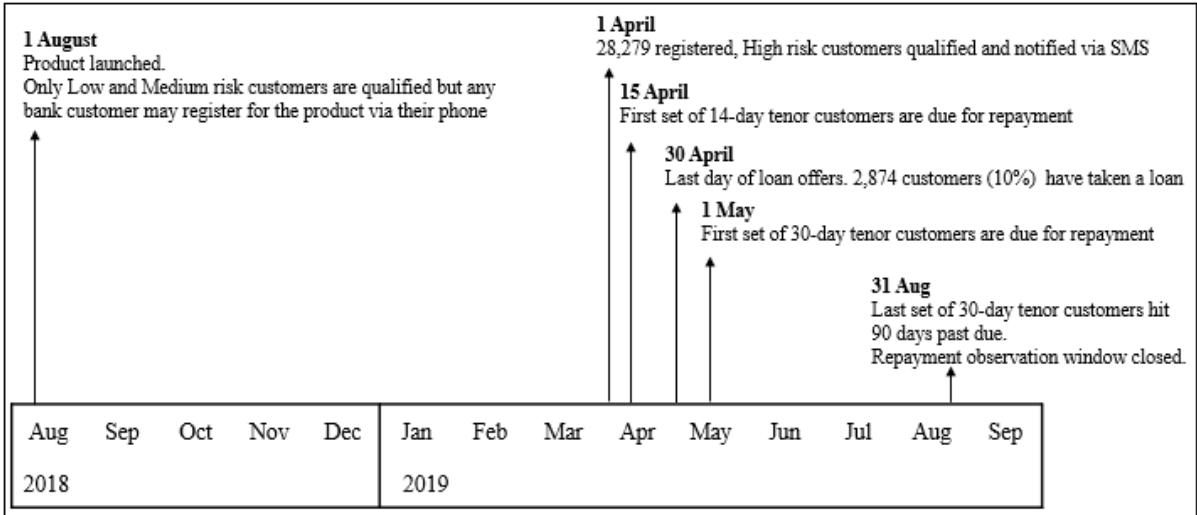 1 August
Product launched.
Only Low and Medium risk customers are qualified but any
bank customer may register for the product via their phone
1 April
28,279 registered, High risk customers qualified and notified via SMS
15 April
First set of 14-day tenor customers are due for repayment
30 April
Last day of loan offers. 2,874 customers (10%) have taken a loan
1 May
First set of 30-day tenor customers are due for repayment
31 Aug
Last set of 30-day tenor customers hit
90 days past due.
Repayment observation window closed.
Aug Sep Oct Nov Dec Jan Feb Mar Apr May Jun Jul Aug Sep
2018 2019